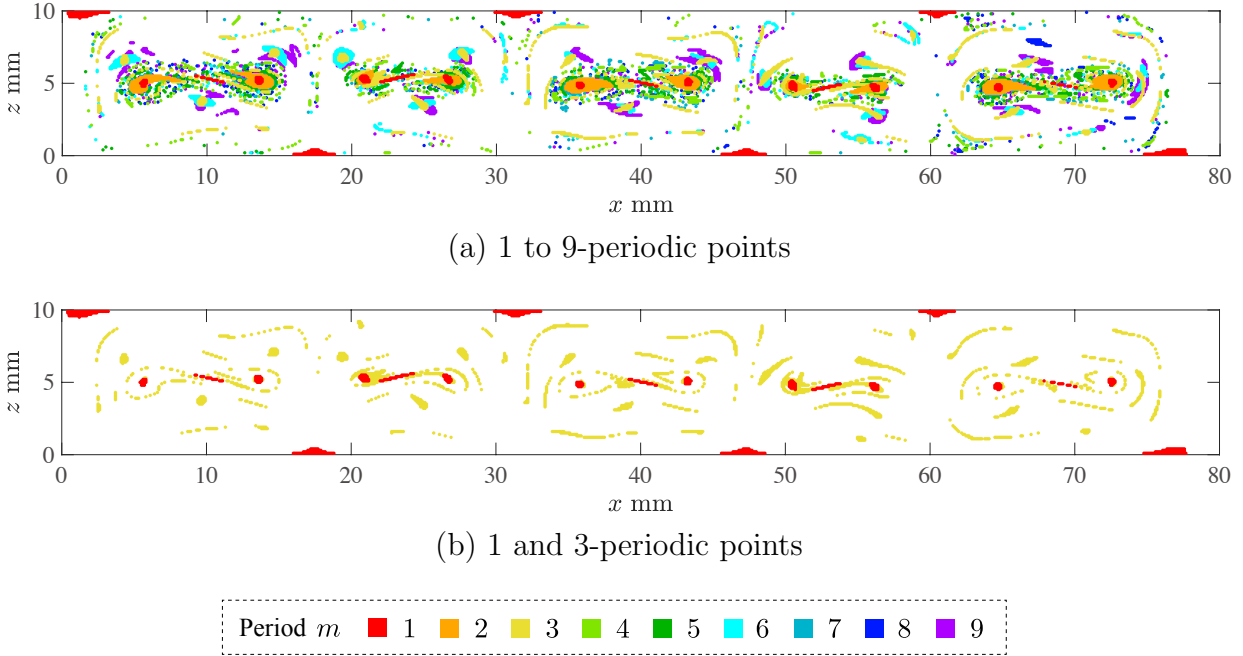 10
5
0
z mm
0 10 20 30 40 50 60 70 80
x mm
(a) 1 to 9-periodic points
10
5
0
z mm
0 10 20 30 40 50 60 70 80
x mm
(b) 1 and 3-periodic points
Period m 1 2 3 4 5 6 7 8 9